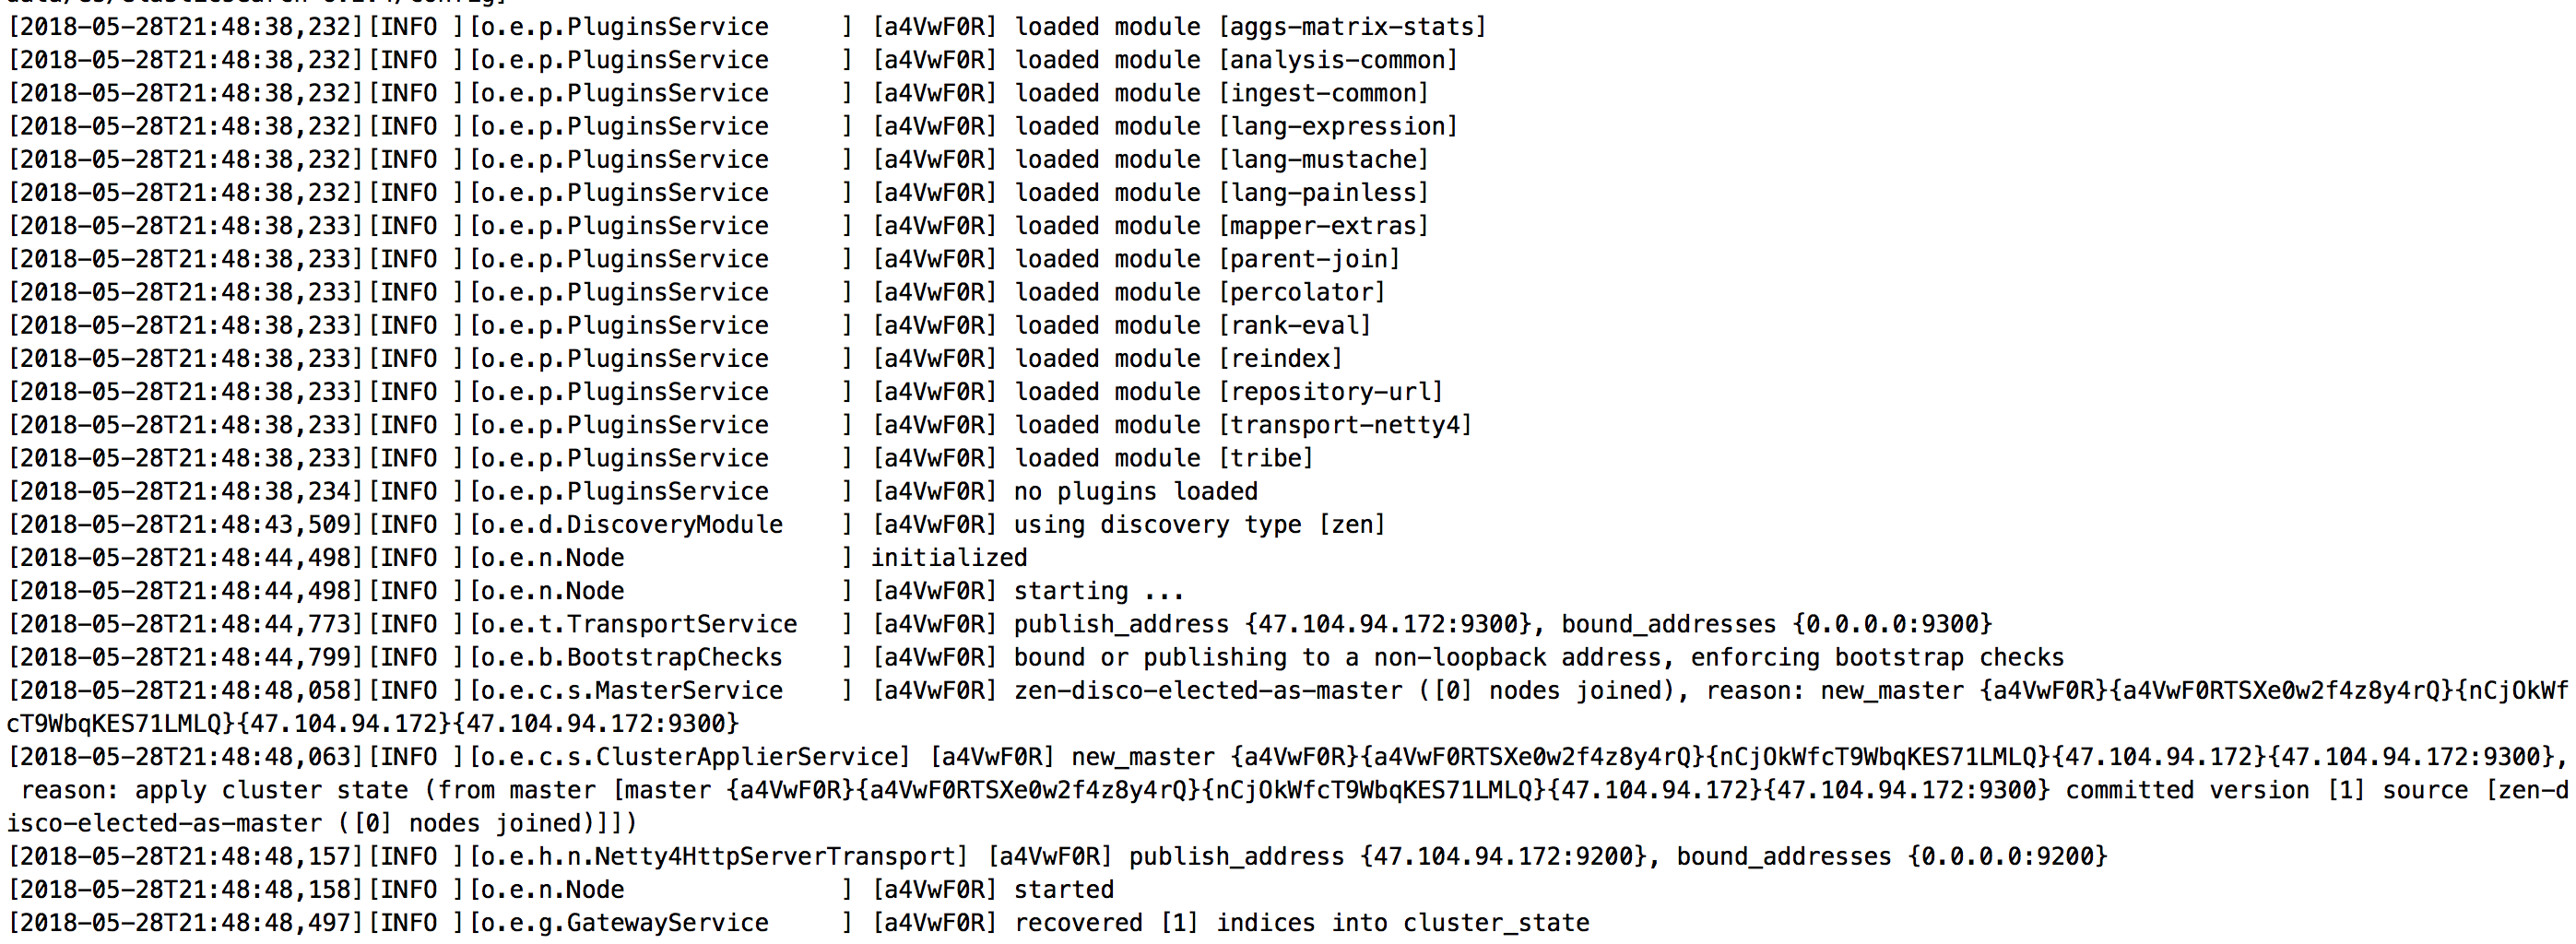 [2018-05-28T21:48:38,232][INFO ][o.e.p.PluginsService     ] [a4VwF0R] loaded module [aggs-matrix-stats]
[2018-05-28T21:48:38,232][INFO ][o.e.p.PluginsService     ] [a4VwF0R] loaded module [analysis-common]
[2018-05-28T21:48:38,232][INFO ][o.e.p.PluginsService     ] [a4VwF0R] loaded module [ingest-common]
[2018-05-28T21:48:38,232][INFO ][o.e.p.PluginsService     ] [a4VwF0R] loaded module [lang-expression]
[2018-05-28T21:48:38,232][INFO ][o.e.p.PluginsService     ] [a4VwF0R] loaded module [lang-mustache]
[2018-05-28T21:48:38,232][INFO ][o.e.p.PluginsService     ] [a4VwF0R] loaded module [lang-painless]
[2018-05-28T21:48:38,233][INFO ][o.e.p.PluginsService     ] [a4VwF0R] loaded module [mapper-extras]
[2018-05-28T21:48:38,233][INFO ][o.e.p.PluginsService     ] [a4VwF0R] loaded module [parent-join]
[2018-05-28T21:48:38,233][INFO ][o.e.p.PluginsService     ] [a4VwF0R] loaded module [percolator]
[2018-05-28T21:48:38,233][INFO ][o.e.p.PluginsService     ] [a4VwF0R] loaded module [rank-eval]
[2018-05-28T21:48:38,233][INFO ][o.e.p.PluginsService     ] [a4VwF0R] loaded module [reindex]
[2018-05-28T21:48:38,233][INFO ][o.e.p.PluginsService     ] [a4VwF0R] loaded module [repository-url]
[2018-05-28T21:48:38,233][INFO ][o.e.p.PluginsService     ] [a4VwF0R] loaded module [transport-netty4]
[2018-05-28T21:48:38,233][INFO ][o.e.p.PluginsService     ] [a4VwF0R] loaded module [tribe]
[2018-05-28T21:48:38,234][INFO ][o.e.p.PluginsService     ] [a4VwF0R] no plugins loaded
[2018-05-28T21:48:43,509][INFO ][o.e.d.DiscoveryModule    ] [a4VwF0R] using discovery type [zen]
[2018-05-28T21:48:44,498][INFO ][o.e.n.Node               ] initialized
[2018-05-28T21:48:44,498][INFO ][o.e.n.Node               ] [a4VwF0R] starting ...
[2018-05-28T21:48:44,773][INFO ][o.e.t.TransportService   ] [a4VwF0R] publish_address {47.104.94.172:9300}, bound_addresses {0.0.0.0:9300}
[2018-05-28T21:48:44,799][INFO ][o.e.b.BootstrapChecks    ] [a4VwF0R] bound or publishing to a non-loopback address, enforcing bootstrap checks
[2018-05-28T21:48:48,058][INFO ][o.e.c.s.MasterService    ] [a4VwF0R] zen-disco-elected-as-master ([0] nodes joined), reason: new_master {a4VwF0R}{a4VwF0RTSXe0w2f4z8y4rQ}{nCjOkWf
cT9WbqKES71LMLQ}{47.104.94.172}{47.104.94.172:9300}
[2018-05-28T21:48:48,063][INFO ][o.e.c.s.ClusterApplierService] [a4VwF0R] new_master {a4VwF0R}{a4VwF0RTSXe0w2f4z8y4rQ}{nCjOkWfcT9WbqKES71LMLQ}{47.104.94.172}{47.104.94.172:9300},
 reason: apply cluster state (from master [master {a4VwF0R}{a4VwF0RTSXe0w2f4z8y4rQ}{nCjOkWfcT9WbqKES71LMLQ}{47.104.94.172}{47.104.94.172:9300} committed version [1] source [zen-d
isco-elected-as-master ([0] nodes joined)]])
[2018-05-28T21:48:48,157][INFO ][o.e.h.n.Netty4HttpServerTransport] [a4VwF0R] publish_address {47.104.94.172:9200}, bound_addresses {0.0.0.0:9200}
[2018-05-28T21:48:48,158][INFO ][o.e.n.Node               ] [a4VwF0R] started
[2018-05-28T21:48:48,497][INFO ][o.e.g.GatewayService     ] [a4VwF0R] recovered [1] indices into cluster_state